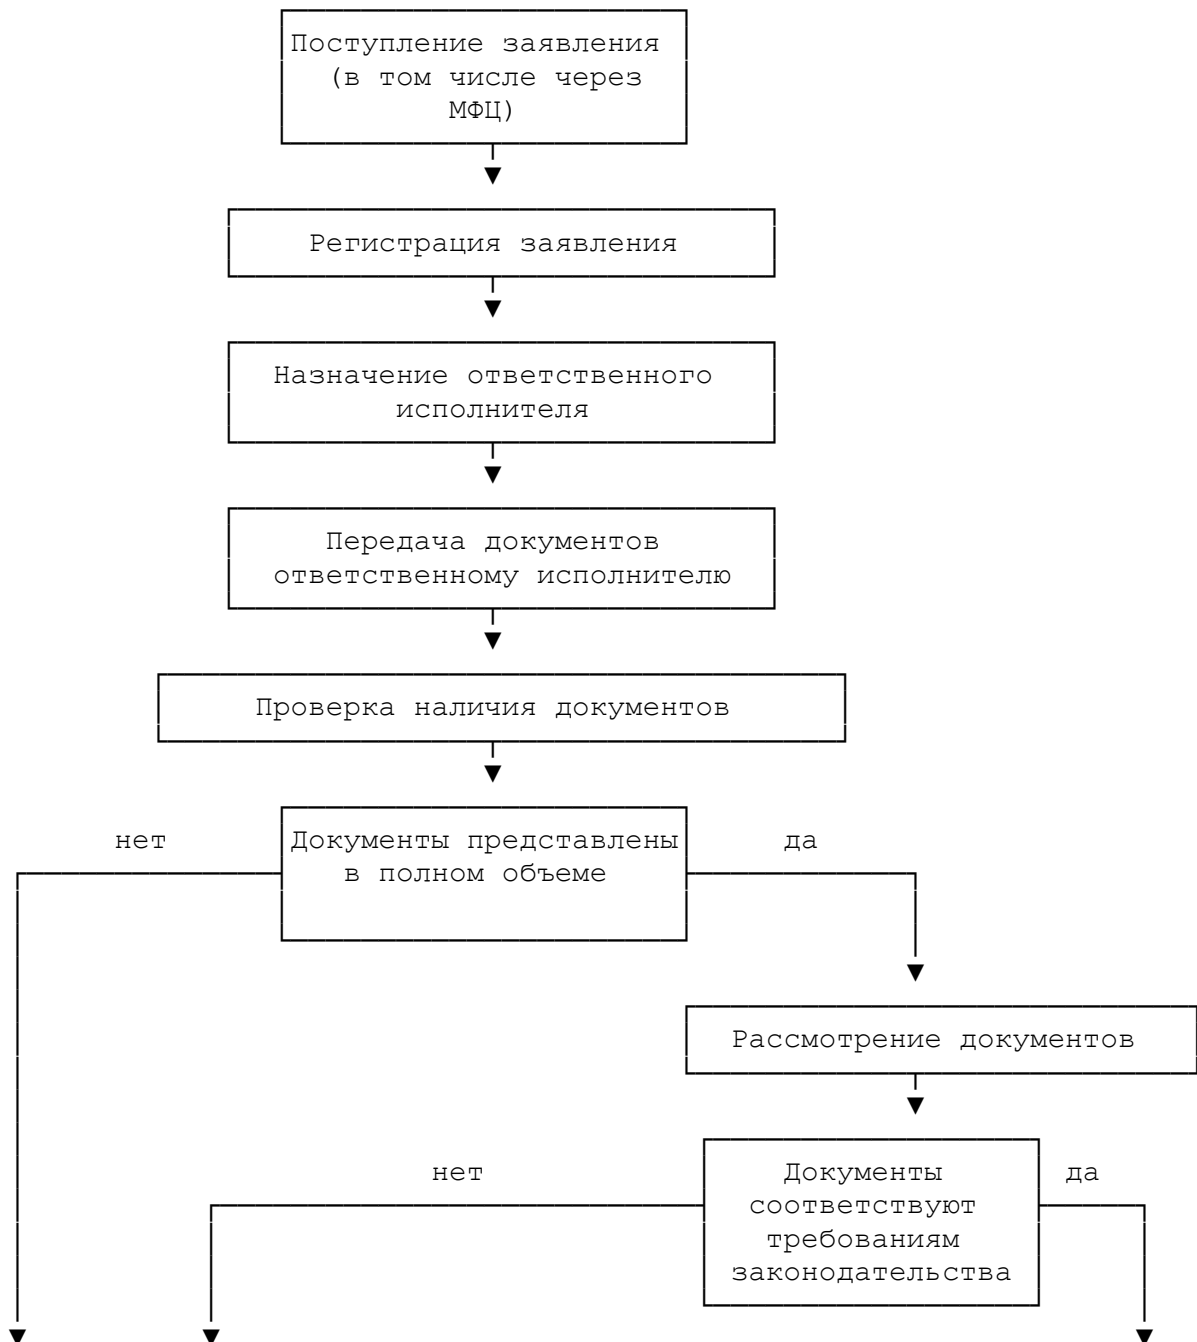 Поступление заявления
(в том числе через
МФЦ)
Регистрация заявления
Назначение ответственного
исполнителя
Передача документов
ответственному исполнителю
Проверка наличия документов
нет
Документы представлены
в полном объеме
да
Рассмотрение документов
нет
Документы
соответствуют
требованиям
законодательства
да